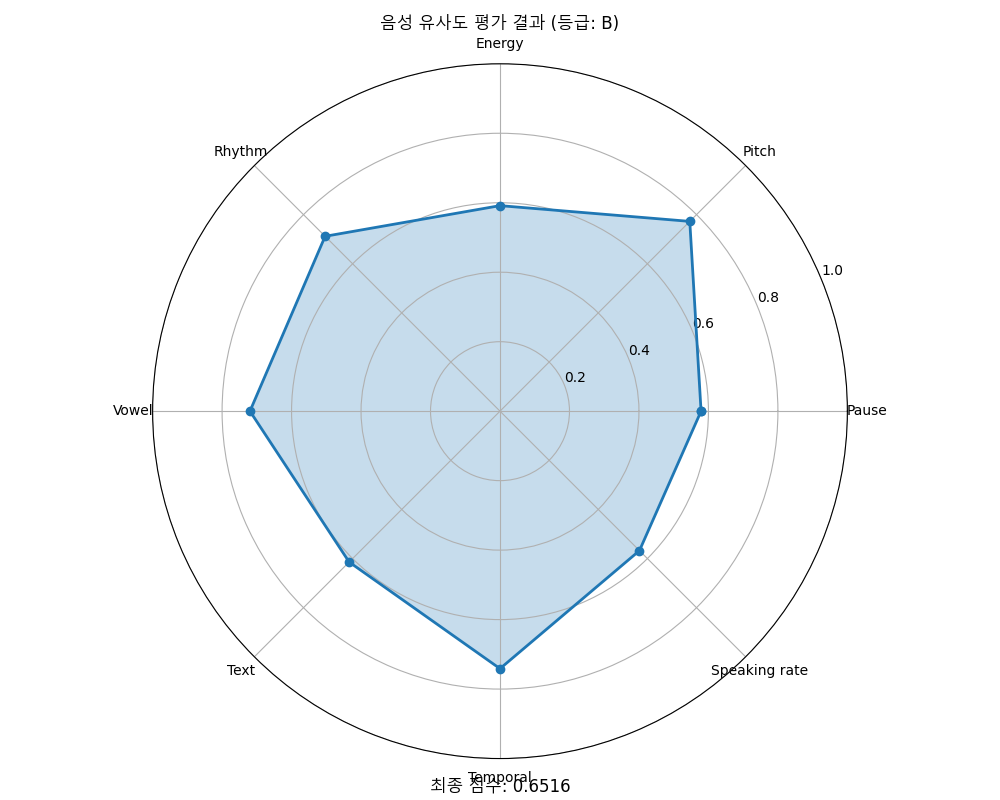 음성 유사도 평가 결과 (등급: B)
Energy
Rhythm
Pitch
1.0
0.8
0.6
0.4
0.2
Vowel
Pause
Text
Speaking rate
Temporal
최종 점수: 0.6516